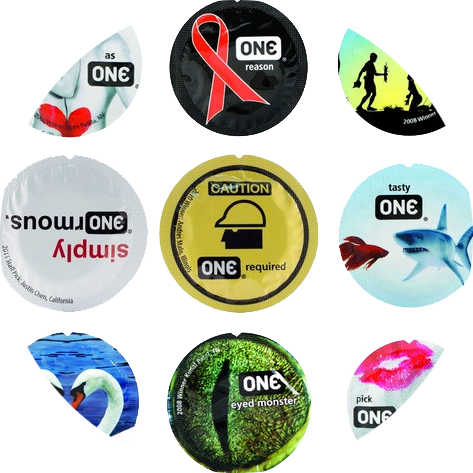 as
ONE
ONE
reason
2008 Winner
simply
ONE
rmous.
2011 Staff Pick: Justin Chen, California
CAUTION
ONE required
tasty
ONE
ONE
eyed monster
2008 Winner
pick
ONE